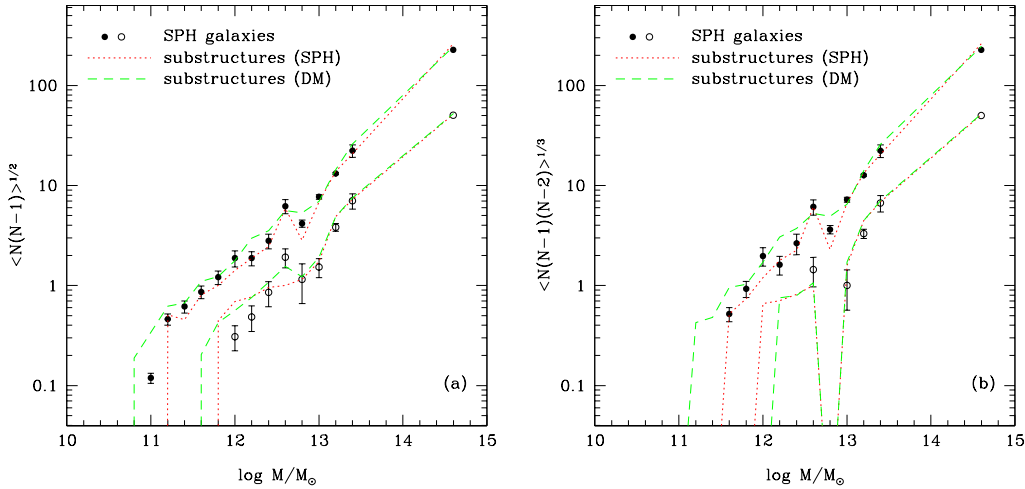 <N(N−1)>^1/2
100
10
1
0.1
SPH galaxies
substructures (SPH)
substructures (DM)
(a)
10 11 12 13 14 15
log M/M⊙
<N(N−1)(N−2)>^1/3
100
10
1
0.1
SPH galaxies
substructures (SPH)
substructures (DM)
(b)
10 11 12 13 14 15
log M/M⊙